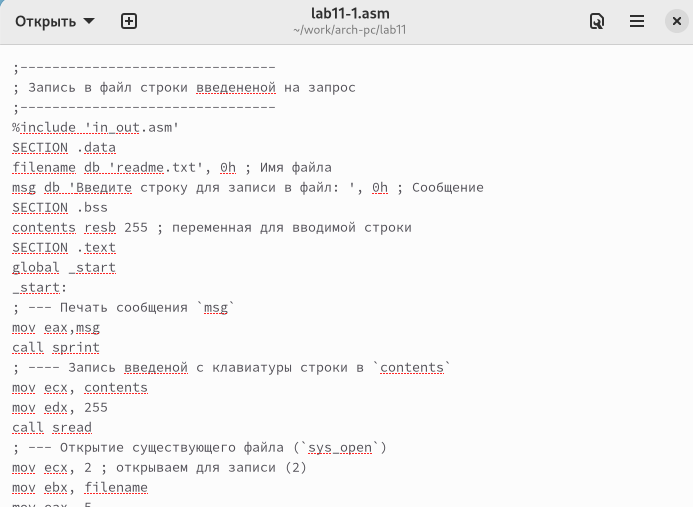 Открыть
lab11-1.asm
~/work/arch-pc/lab11
;--------------------------------
; Запись в файл строки введененой на запрос
;--------------------------------
%include 'in_out.asm'
SECTION .data
filename db 'readme.txt', 0h ; Имя файла
msg db 'Введите строку для записи в файл: ', 0h ; Сообщение
SECTION .bss
contents resb 255 ; переменная для вводимой строки
SECTION .text
global _start
_start:
; --- Печать сообщения `msg`
mov eax,msg
call sprint
; ---- Запись введеной с клавиатуры строки в `contents`
mov ecx, contents
mov edx, 255
call sread
; --- Открытие существующего файла (`sys_open`)
mov ecx, 2 ; открываем для записи (2)
mov ebx, filename
mov eax, 5